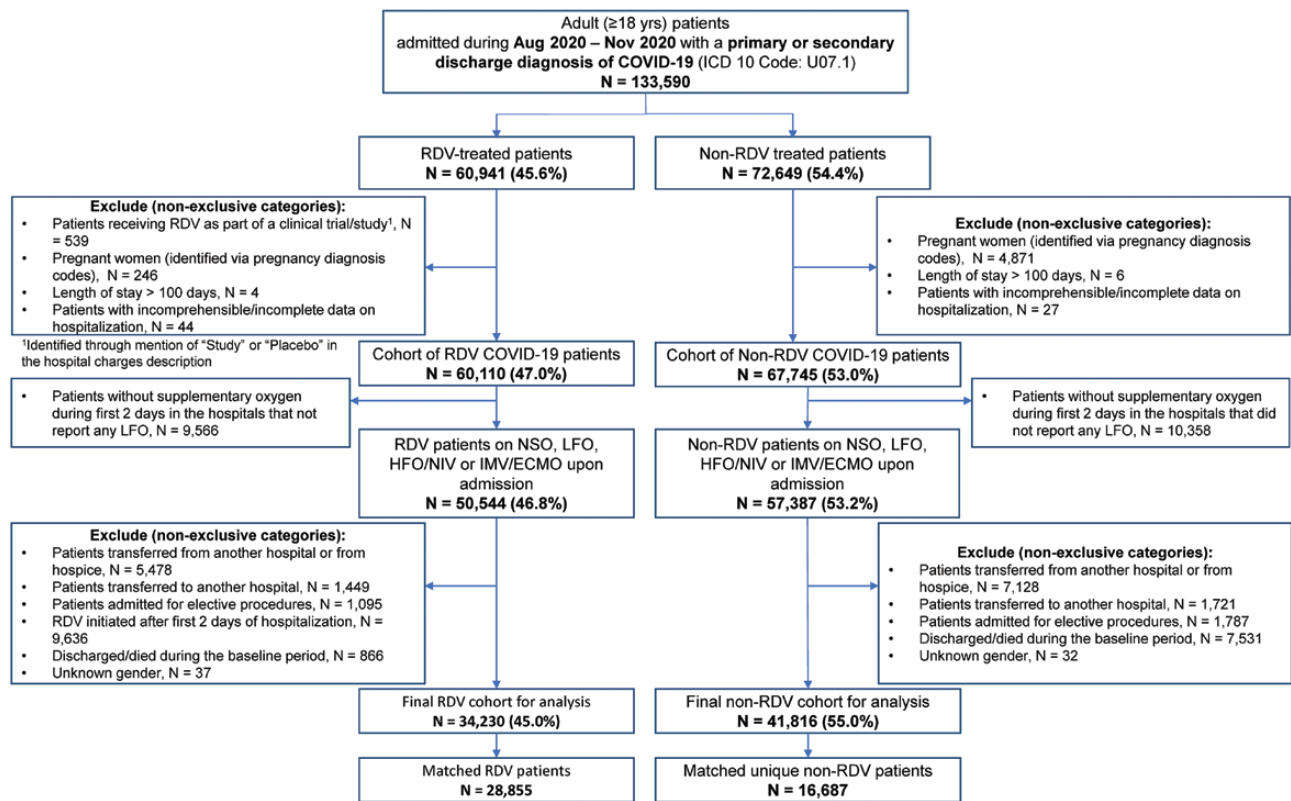 Adult (≥18 yrs) patients
admitted during Aug 2020 – Nov 2020 with a primary or secondary
discharge diagnosis of COVID-19 (ICD 10 Code: U07.1)
N = 133,590
RDV-treated patients
N = 60,941 (45.6%)
Non-RDV treated patients
N = 72,649 (54.4%)
Exclude (non-exclusive categories):
• Patients receiving RDV as part of a clinical trial/study¹, N
= 539
• Pregnant women (identified via pregnancy diagnosis
codes), N = 246
• Length of stay > 100 days, N = 4
• Patients with incomprehensible/incomplete data on
hospitalization, N = 44
¹Identified through mention of “Study” or “Placebo” in
the hospital charges description
Exclude (non-exclusive categories):
• Pregnant women (identified via pregnancy diagnosis
codes), N = 4,871
• Length of stay > 100 days, N = 6
• Patients with incomprehensible/incomplete data on
hospitalization, N = 27
Cohort of RDV COVID-19 patients
N = 60,110 (47.0%)
Cohort of Non-RDV COVID-19 patients
N = 67,745 (53.0%)
• Patients without supplementary oxygen
during first 2 days in the hospitals that not
report any LFO, N = 9,566
• Patients without supplementary oxygen
during first 2 days in the hospitals that did
not report any LFO, N = 10,358
RDV patients on NSO, LFO,
HFO/NIV or IMV/ECMO upon
admission
N = 50,544 (46.8%)
Non-RDV patients on NSO, LFO,
HFO/NIV or IMV/ECMO upon
admission
N = 57,387 (53.2%)
Exclude (non-exclusive categories):
• Patients transferred from another hospital or from
hospice, N = 5,478
• Patients transferred to another hospital, N = 1,449
• Patients admitted for elective procedures, N = 1,095
• RDV initiated after first 2 days of hospitalization, N =
9,636
• Discharged/died during the baseline period, N = 866
• Unknown gender, N = 37
Exclude (non-exclusive categories):
• Patients transferred from another hospital or from
hospice, N = 7,128
• Patients transferred to another hospital, N = 1,721
• Patients admitted for elective procedures, N = 1,787
• Discharged/died during the baseline period, N = 7,531
• Unknown gender, N = 32
Final RDV cohort for analysis
N = 34,230 (45.0%)
Final non-RDV cohort for analysis
N = 41,816 (55.0%)
Matched RDV patients
N = 28,855
Matched unique non-RDV patients
N = 16,687